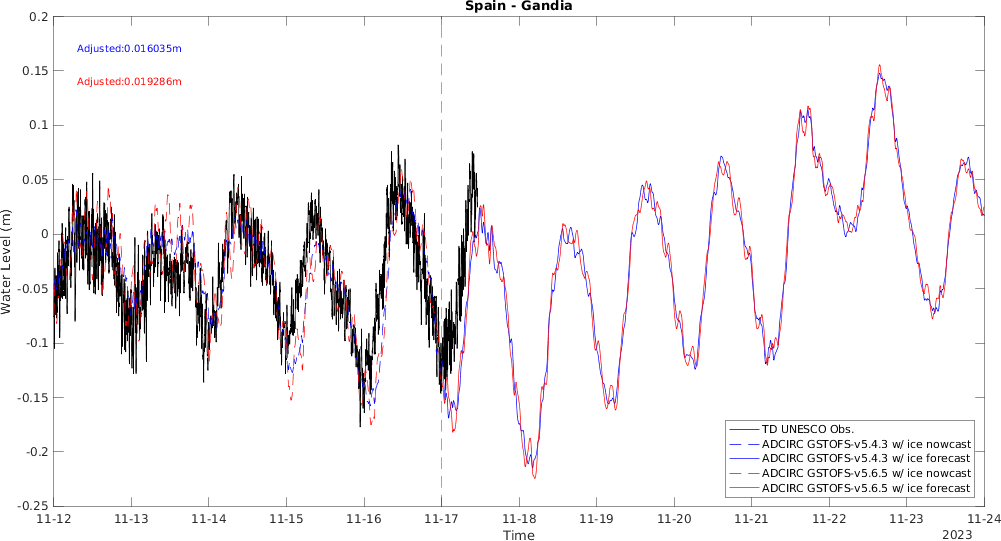 Spain - Gandia
0.2
0.15
0.1
0.05
0
-0.05
-0.1
-0.15
-0.2
-0.25
Water Level (m)
Adjusted:0.016035m
Adjusted:0.019286m
TD UNESCO Obs.
ADCIRC GSTOFS-v5.4.3 w/ ice nowcast
ADCIRC GSTOFS-v5.4.3 w/ ice forecast
ADCIRC GSTOFS-v5.6.5 w/ ice nowcast
ADCIRC GSTOFS-v5.6.5 w/ ice forecast
11-12 11-13 11-14 11-15 11-16 11-17 11-18 11-19 11-20 11-21 11-22 11-23 11-24
Time
2023